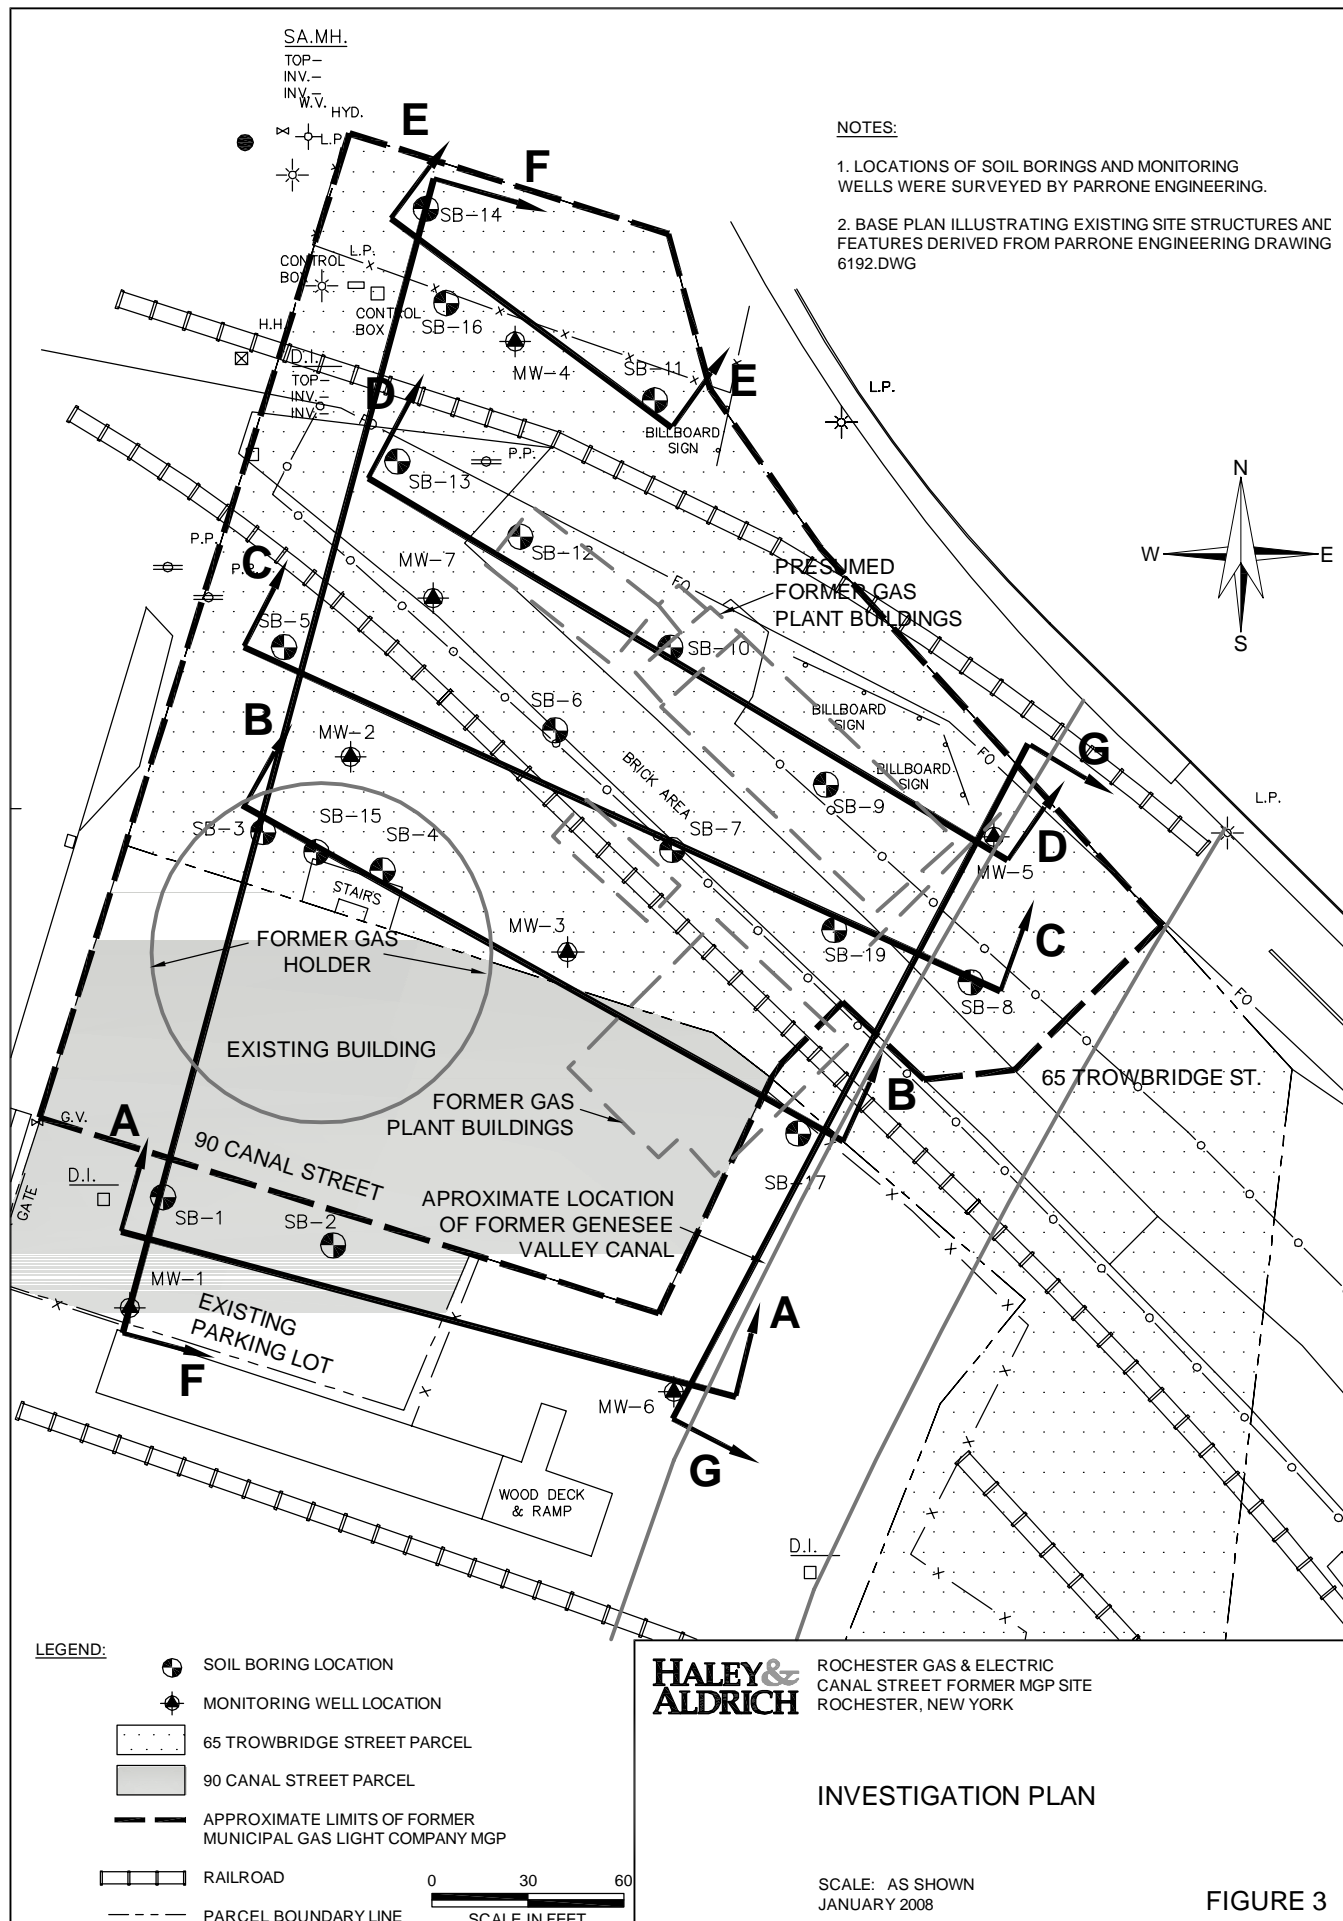 SA.MH.
TOP–
INV.–
INV.–
W.V.
HYD.
L.P.
E
F
SB–14
NOTES:
1. LOCATIONS OF SOIL BORINGS AND MONITORING
WELLS WERE SURVEYED BY PARRONE ENGINEERING.
2. BASE PLAN ILLUSTRATING EXISTING SITE STRUCTURES AND
FEATURES DERIVED FROM PARRONE ENGINEERING DRAWING
6192.DWG
L.P.
CONTROL
BOX
CONTROL
BOX
SB–16
H.H.
D.I.
TOP–
INV.–
INV.–
MW–4
SB–11
E
D
L.P.
BILLBOARD
SIGN
FO
P.P.
SB–13
N
W
E
S
SB–12
P.P.
C
P.P.
MW–7
FO
PRESUMED
FORMER GAS
PLANT BUILDINGS
SB–5
SB–10
SB–6
B
MW–2
BILLBOARD
SIGN
BRICK AREA
BILLBOARD
SIGN
FO
G
L.P.
SB–9
SB–3
SB–15
SB–4
SB–7
D
MW–5
STAIRS
MW–3
FORMER GAS
HOLDER
SB–19
C
SB–8
FO
EXISTING BUILDING
65 TROWBRIDGE ST.
B
FORMER GAS
PLANT BUILDINGS
G.V.
A
90 CANAL STREET
D.I.
GATE
SB–1
SB–2
SB–17
APROXIMATE LOCATION
OF FORMER GENESEE
VALLEY CANAL
MW–1
EXISTING
PARKING LOT
A
F
MW–6
G
WOOD DECK
& RAMP
D.I.
LEGEND:
SOIL BORING LOCATION
MONITORING WELL LOCATION
65 TROWBRIDGE STREET PARCEL
90 CANAL STREET PARCEL
APPROXIMATE LIMITS OF FORMER
MUNICIPAL GAS LIGHT COMPANY MGP
RAILROAD
PARCEL BOUNDARY LINE
0 30 60
SCALE IN FEET
HALEY &
ALDRICH
ROCHESTER GAS & ELECTRIC
CANAL STREET FORMER MGP SITE
ROCHESTER, NEW YORK
INVESTIGATION PLAN
SCALE: AS SHOWN
JANUARY 2008
FIGURE 3